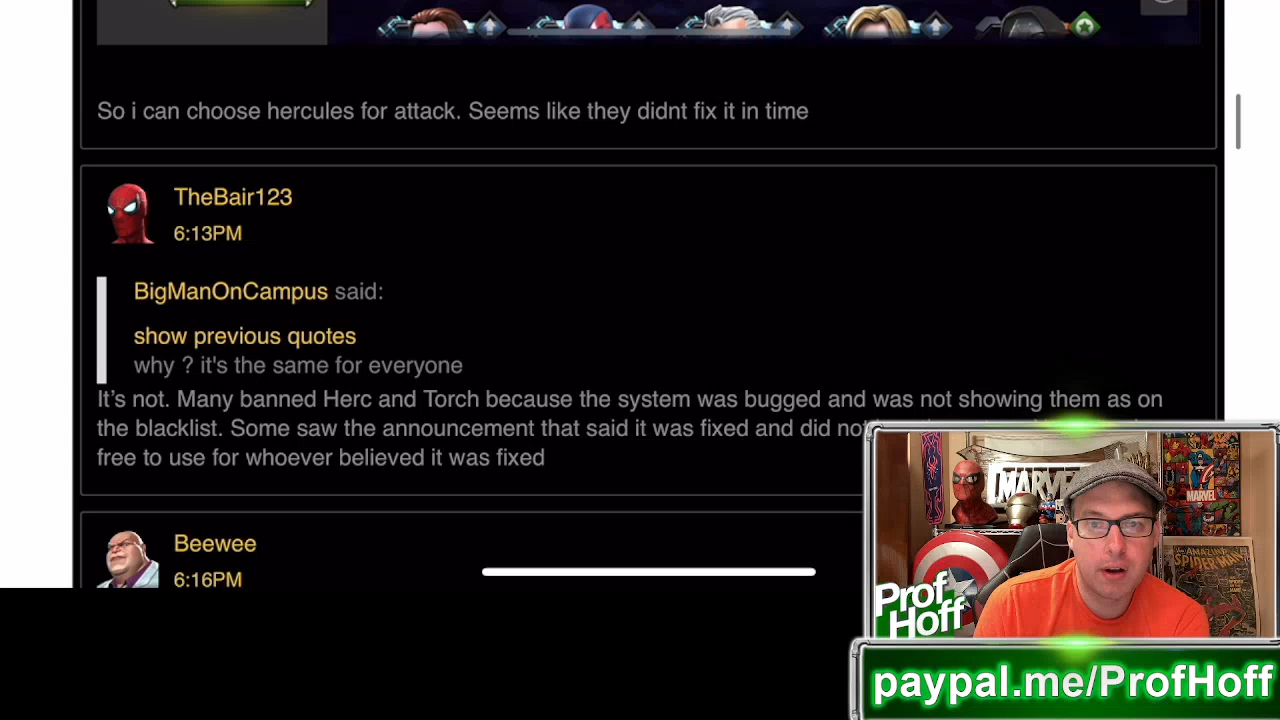 So i can choose hercules for attack. Seems like they didnt fix it in time
TheBair123
6:13PM
BigManOnCampus said:
show previous quotes
why ? it's the same for everyone
It's not. Many banned Herc and Torch because the system was bugged and was not showing them as on
the blacklist. Some saw the announcement that said it was fixed and did not
free to use for whoever believed it was fixed
Beewee
6:16PM
MARVEL
MARVEL
AMAZING
SPIDER-MAN
Prof
Hoff
paypal.me/ProfHoff